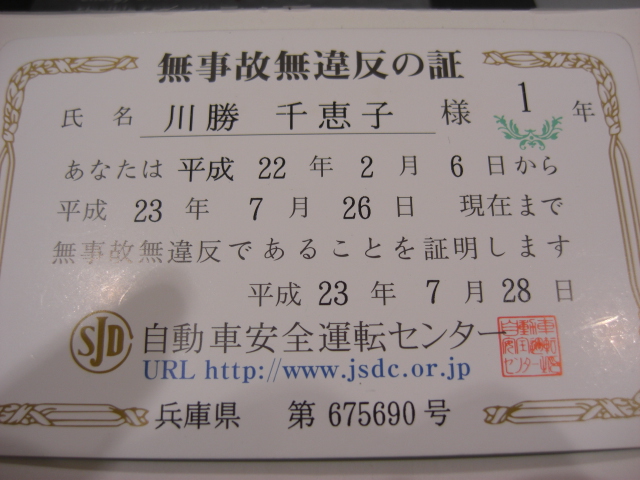 無事故無違反の証
氏名 川勝 千恵子 様 1 年
あなたは 平成 22 年 2 月 6 日から
平成 23 年 7 月 26 日 現在まで
無事故無違反であることを証明します
平成 23 年 7 月 28 日
SJD 自動車安全運転センター
URL http://www.jsdc.or.jp
兵庫県 第 675690 号